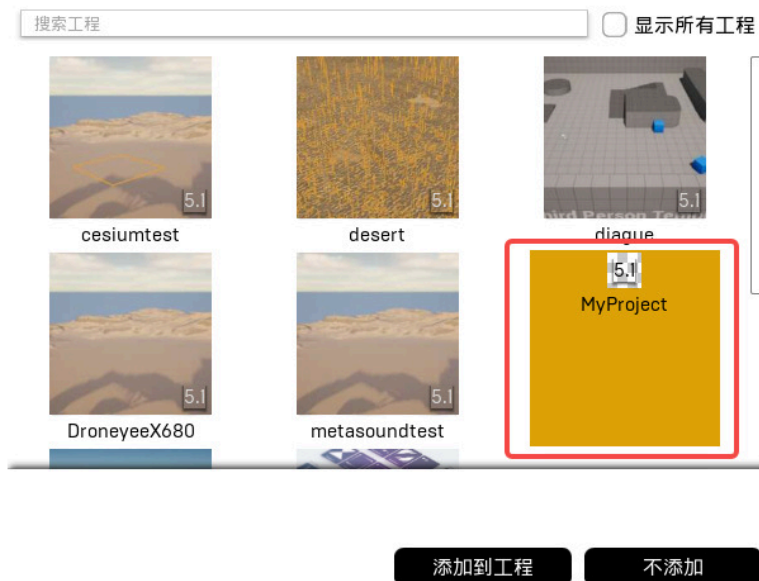 搜索工程
显示所有工程
5.1
5.1
5.1
cesiumtest
desert
diaque
5.1
5.1
5.1
MyProject
DroneyeeX680
metasoundtest
添加到工程
不添加